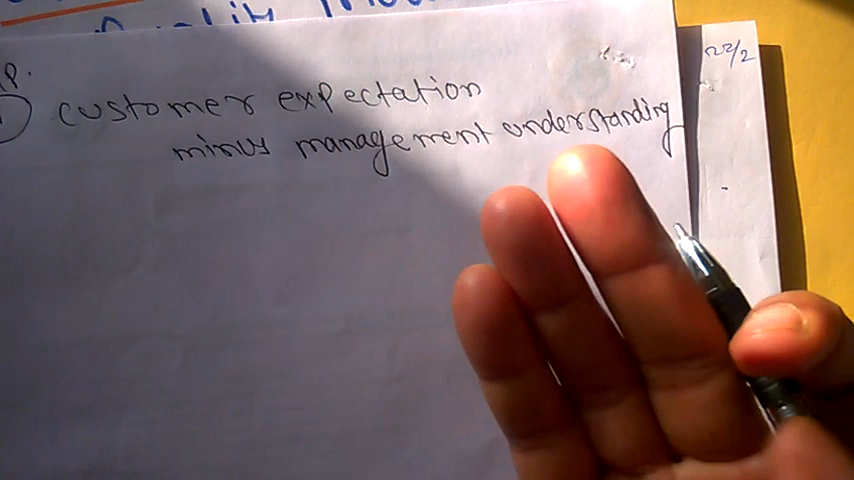 P.
customer expectation
minus management understanding
22/2